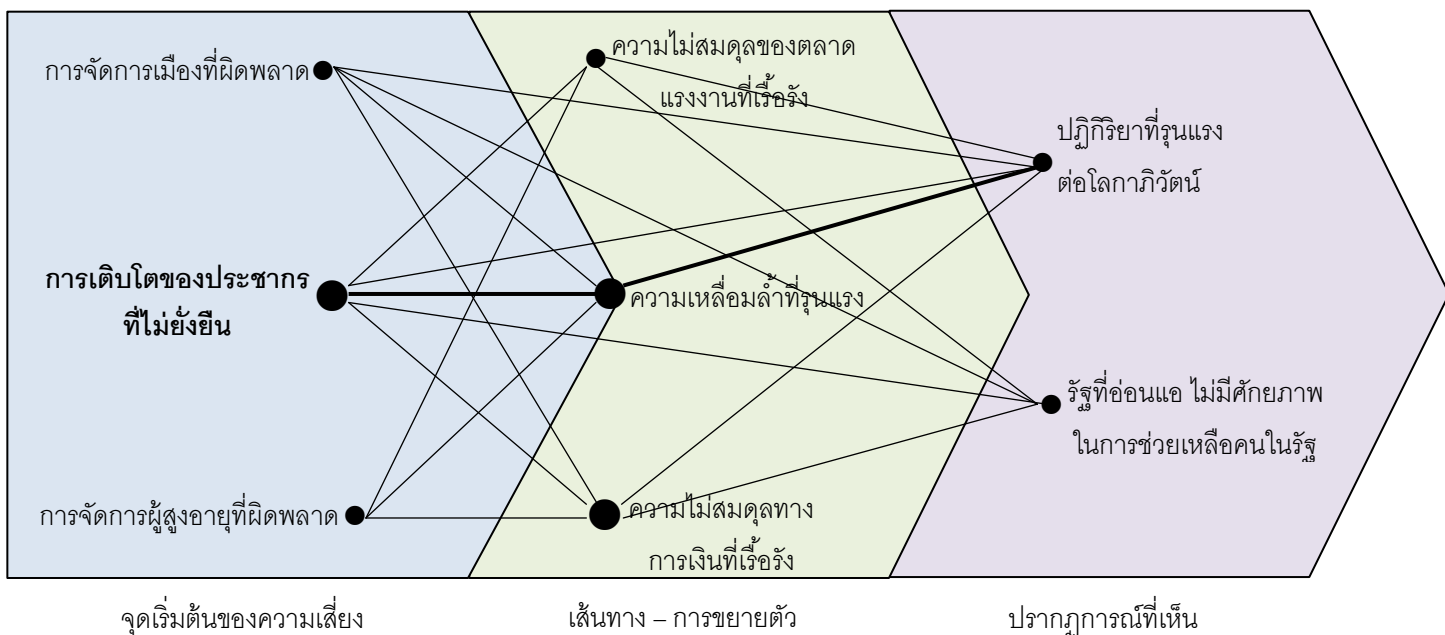 การจัดการเมืองที่ผิดพลาด
การเติบโตของประชากร
ที่ไม่ยั่งยืน
การจัดการผู้สูงอายุที่ผิดพลาด
ความไม่สมดุลของตลาด
แรงงานที่เรื้อรัง
ความเหลื่อมล้ำที่รุนแรง
ความไม่สมดุลทาง
การเงินที่เรื้อรัง
ปฏิกิริยาที่รุนแรง
ต่อโลกาภิวัตน์
รัฐที่อ่อนแอ ไม่มีศักยภาพ
ในการช่วยเหลือคนในรัฐ
จุดเริ่มต้นของความเสี่ยง
เส้นทาง – การขยายตัว
ปรากฏการณ์ที่เห็น